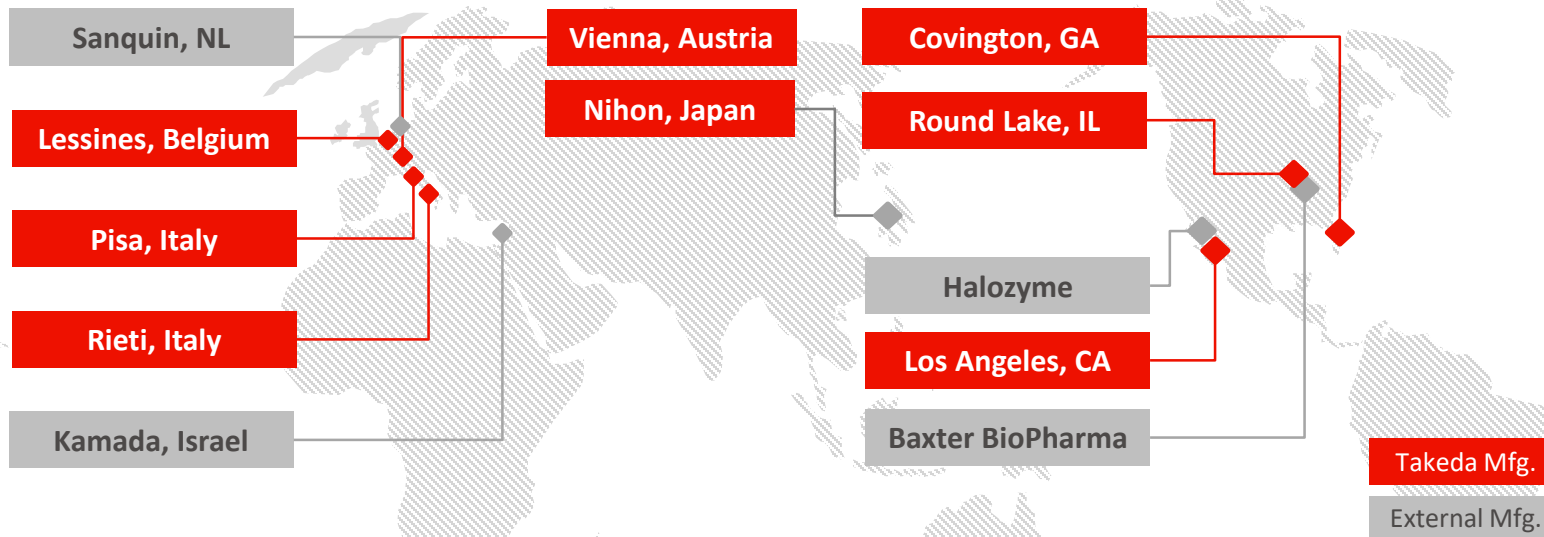 Sanquin, NL
Lessines, Belgium
Pisa, Italy
Rieti, Italy
Kamada, Israel
Vienna, Austria
Nihon, Japan
Covington, GA
Round Lake, IL
Halozyme
Los Angeles, CA
Baxter BioPharma
Takeda Mfg.
External Mfg.